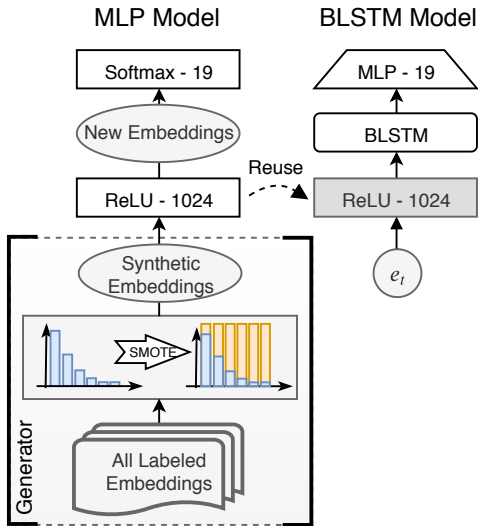 MLP Model
Softmax - 19
New Embeddings
ReLU - 1024
Synthetic
Embeddings
SMOTE
All Labeled
Embeddings
Generator
Reuse
BLSTM Model
MLP - 19
BLSTM
ReLU - 1024
e_t